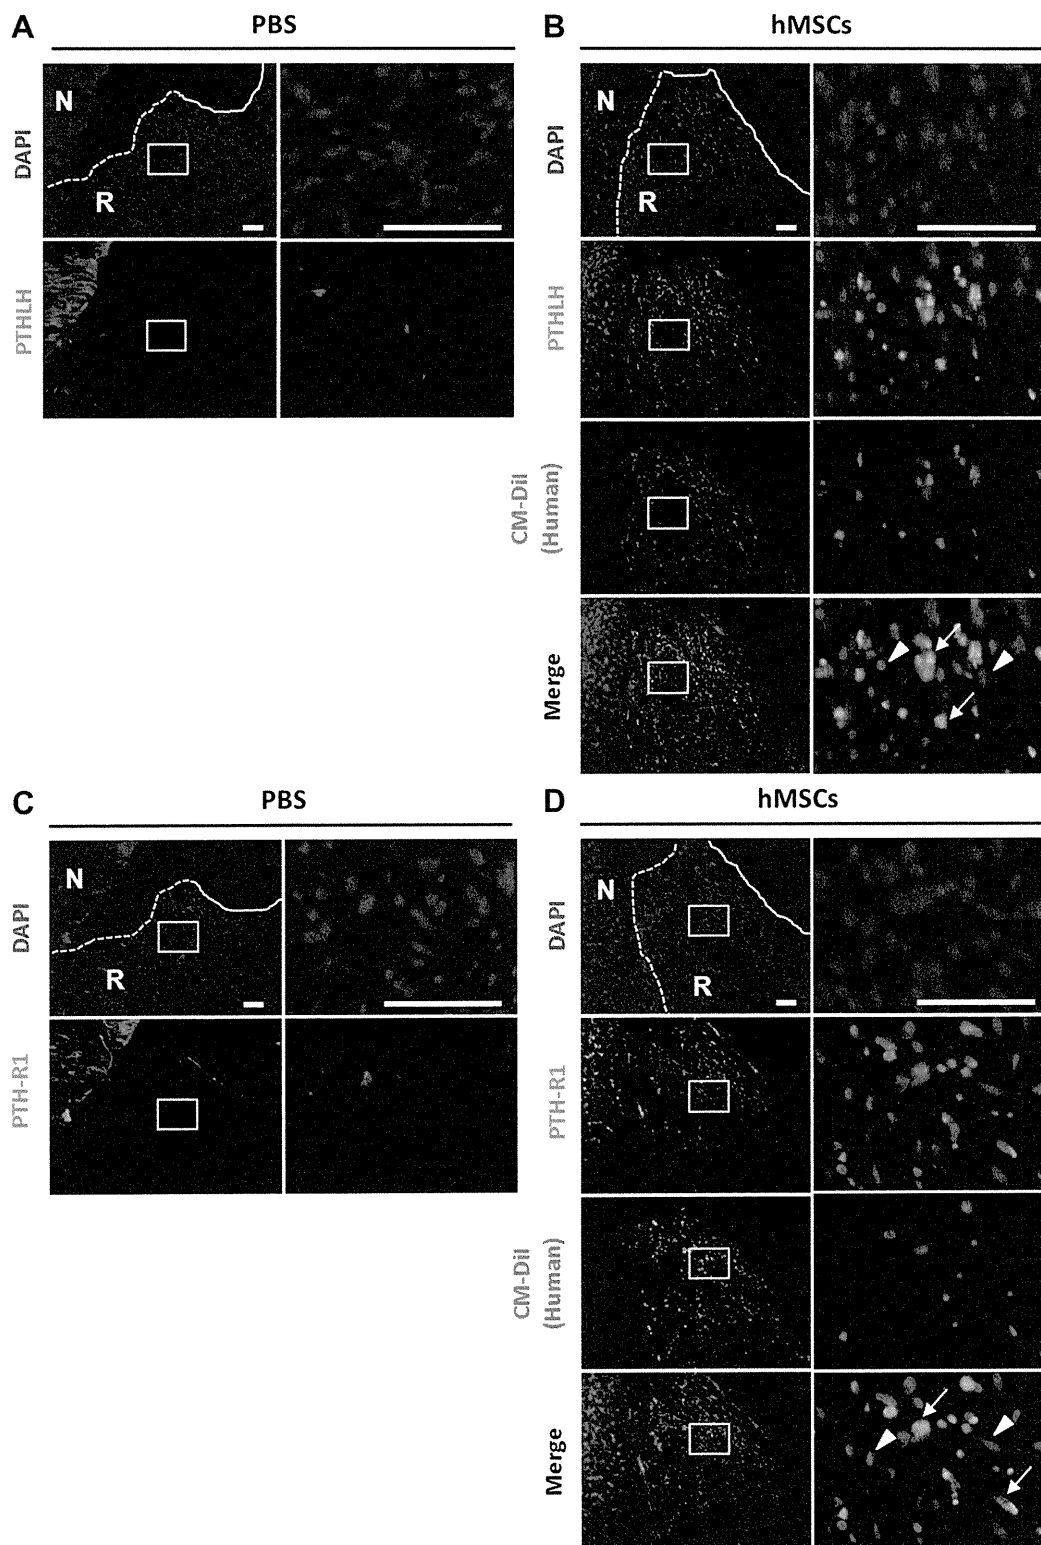 A
PBS
B
hMSCs
DAPI
N
R
DAPI
N
R
PTHLH
PTHLH
CM-DiI
(Human)
Merge
C
PBS
D
hMSCs
DAPI
N
R
DAPI
N
R
PTH-R1
PTH-R1
CM-DiI
(Human)
Merge